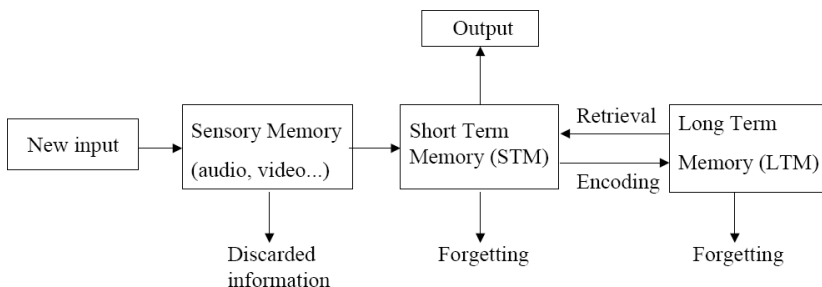 Output
New input
Sensory Memory
(audio, video...)
Short Term
Memory (STM)
Retrieval
Encoding
Long Term
Memory (LTM)
Discarded
information
Forgetting
Forgetting